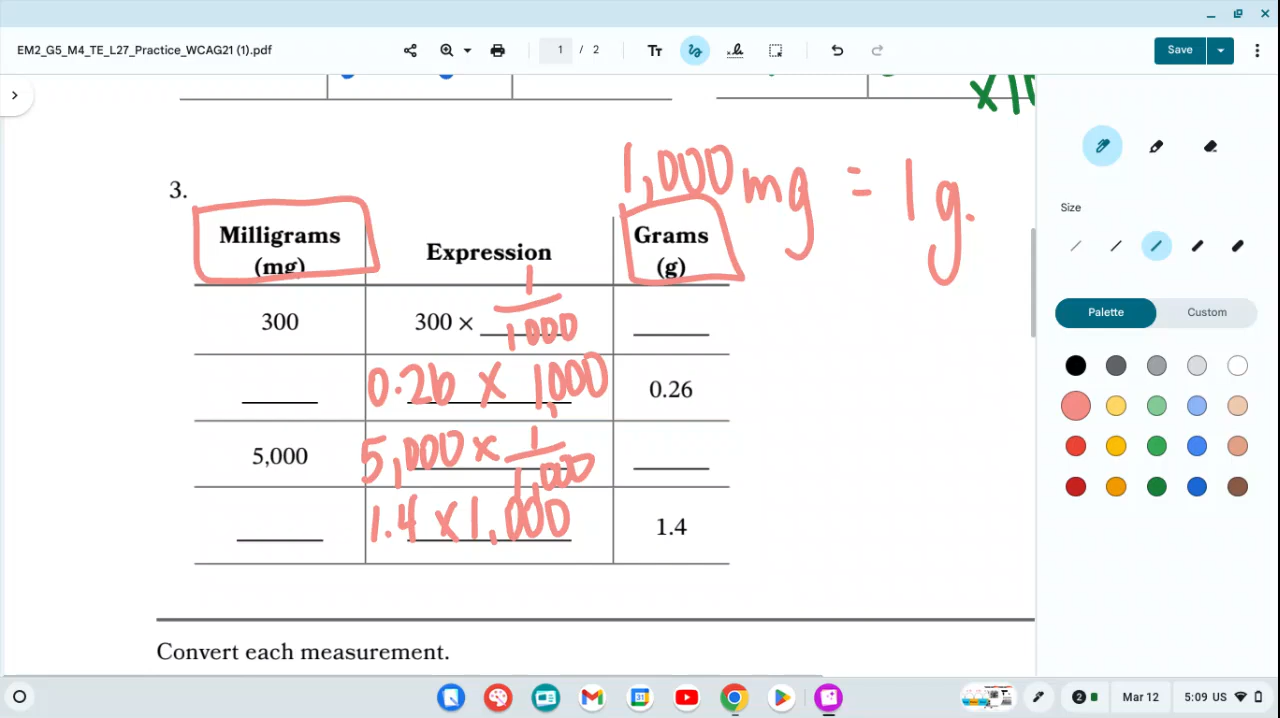 EM2_G5_M4_TE_L27_Practice_WCAG21 (1).pdf
1 / 2
Save
x10
1,000 mg = 1 g.
3.
Milligrams (mg)
Expression
Grams (g)
300
300 × 1/1000
0.26 x 1,000
0.26
5,000
5,000 x 1/1,000
1.4 x 1,000
1.4
Convert each measurement.
Size
Palette
Custom
2
Mar 12
5:09 US